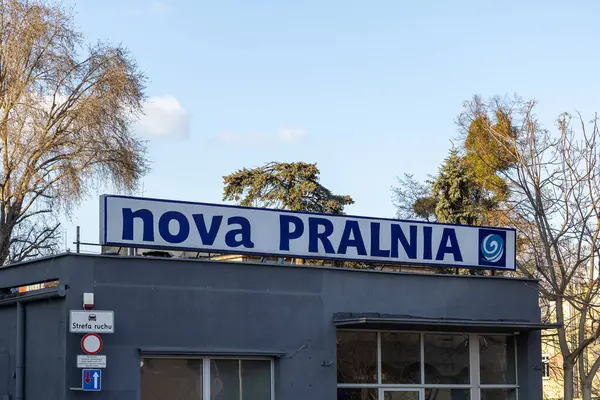 nova PRALNIA
Strefa ruchu